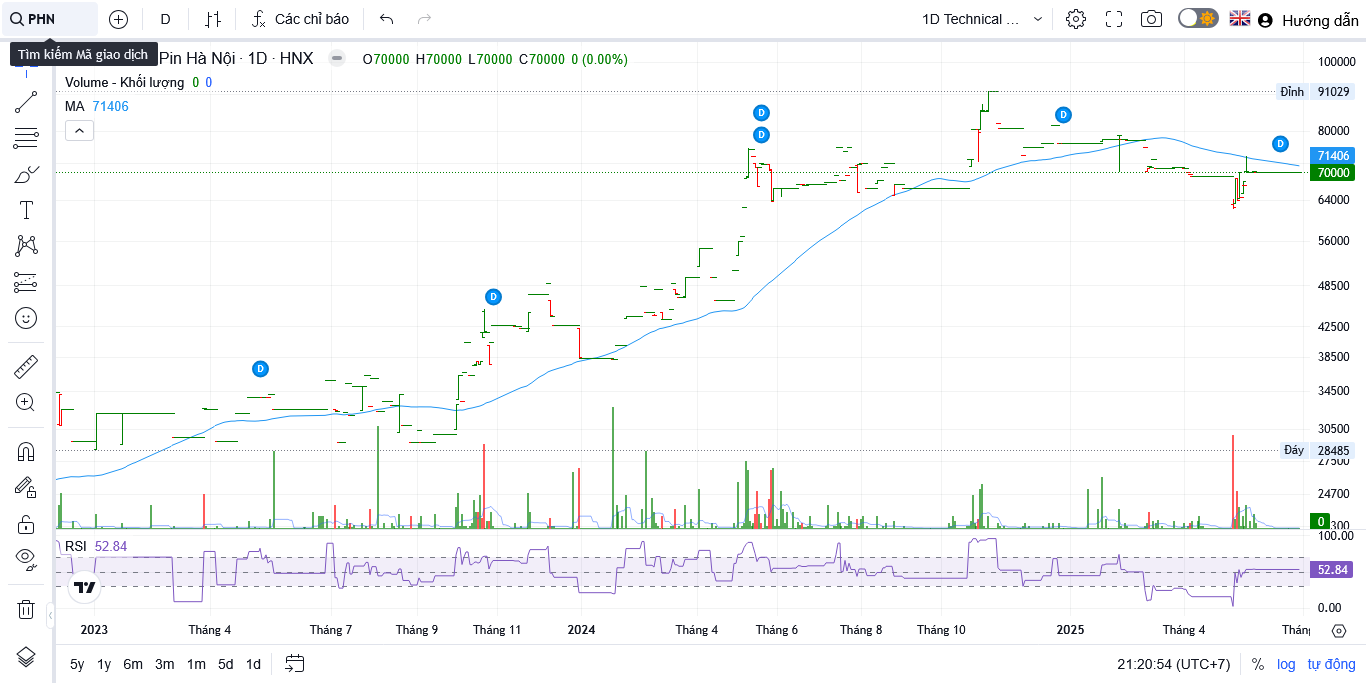 PHN D Các chỉ báo 1D Technical ... Hướng dẫn
Tìm kiếm Mã giao dịch
Pin Hà Nội · 1D · HNX O70000 H70000 L70000 C70000 0 (0.00%)
Volume - Khối lượng 0 0
MA 71406
100000
Đỉnh 91029
80000
71406
70000
64000
56000
48500
42500
38500
34500
30500
Đáy 28485
27500
24700
0
300
D
D
D
D
D
D
RSI 52.84
100.00
52.84
0.00
2023 Tháng 4 Tháng 7 Tháng 9 Tháng 11 2024 Tháng 4 Tháng 6 Tháng 8 Tháng 10 2025 Tháng 4
5y 1y 6m 3m 1m 5d 1d 21:20:54 (UTC+7) % log tự động